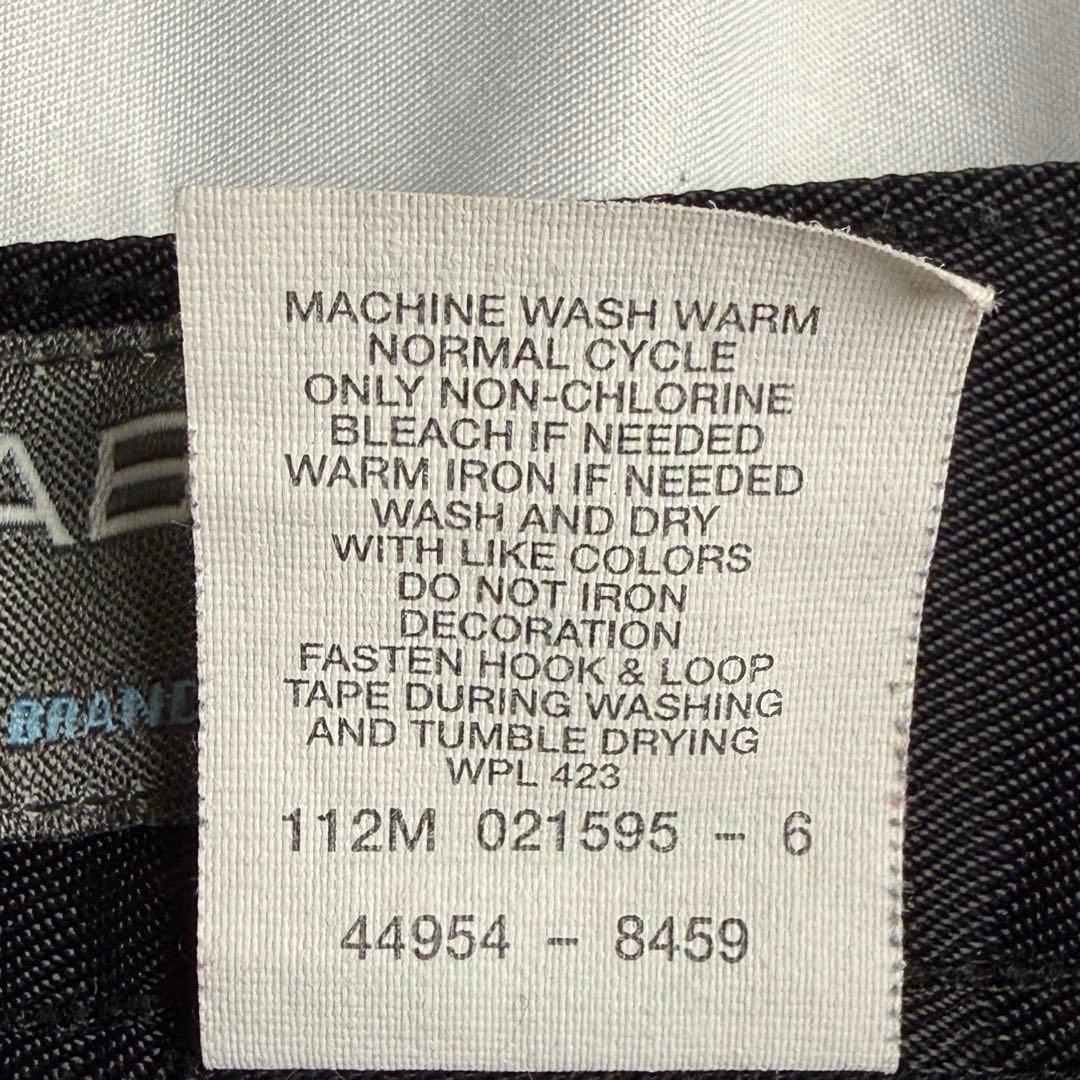 MACHINE WASH WARM
NORMAL CYCLE
ONLY NON-CHLORINE
BLEACH IF NEEDED
WARM IRON IF NEEDED
WASH AND DRY
WITH LIKE COLORS
DO NOT IRON
DECORATION
FASTEN HOOK & LOOP
TAPE DURING WASHING
AND TUMBLE DRYING
WPL 423
112M 021595 - 6
44954 - 8459
BRAND